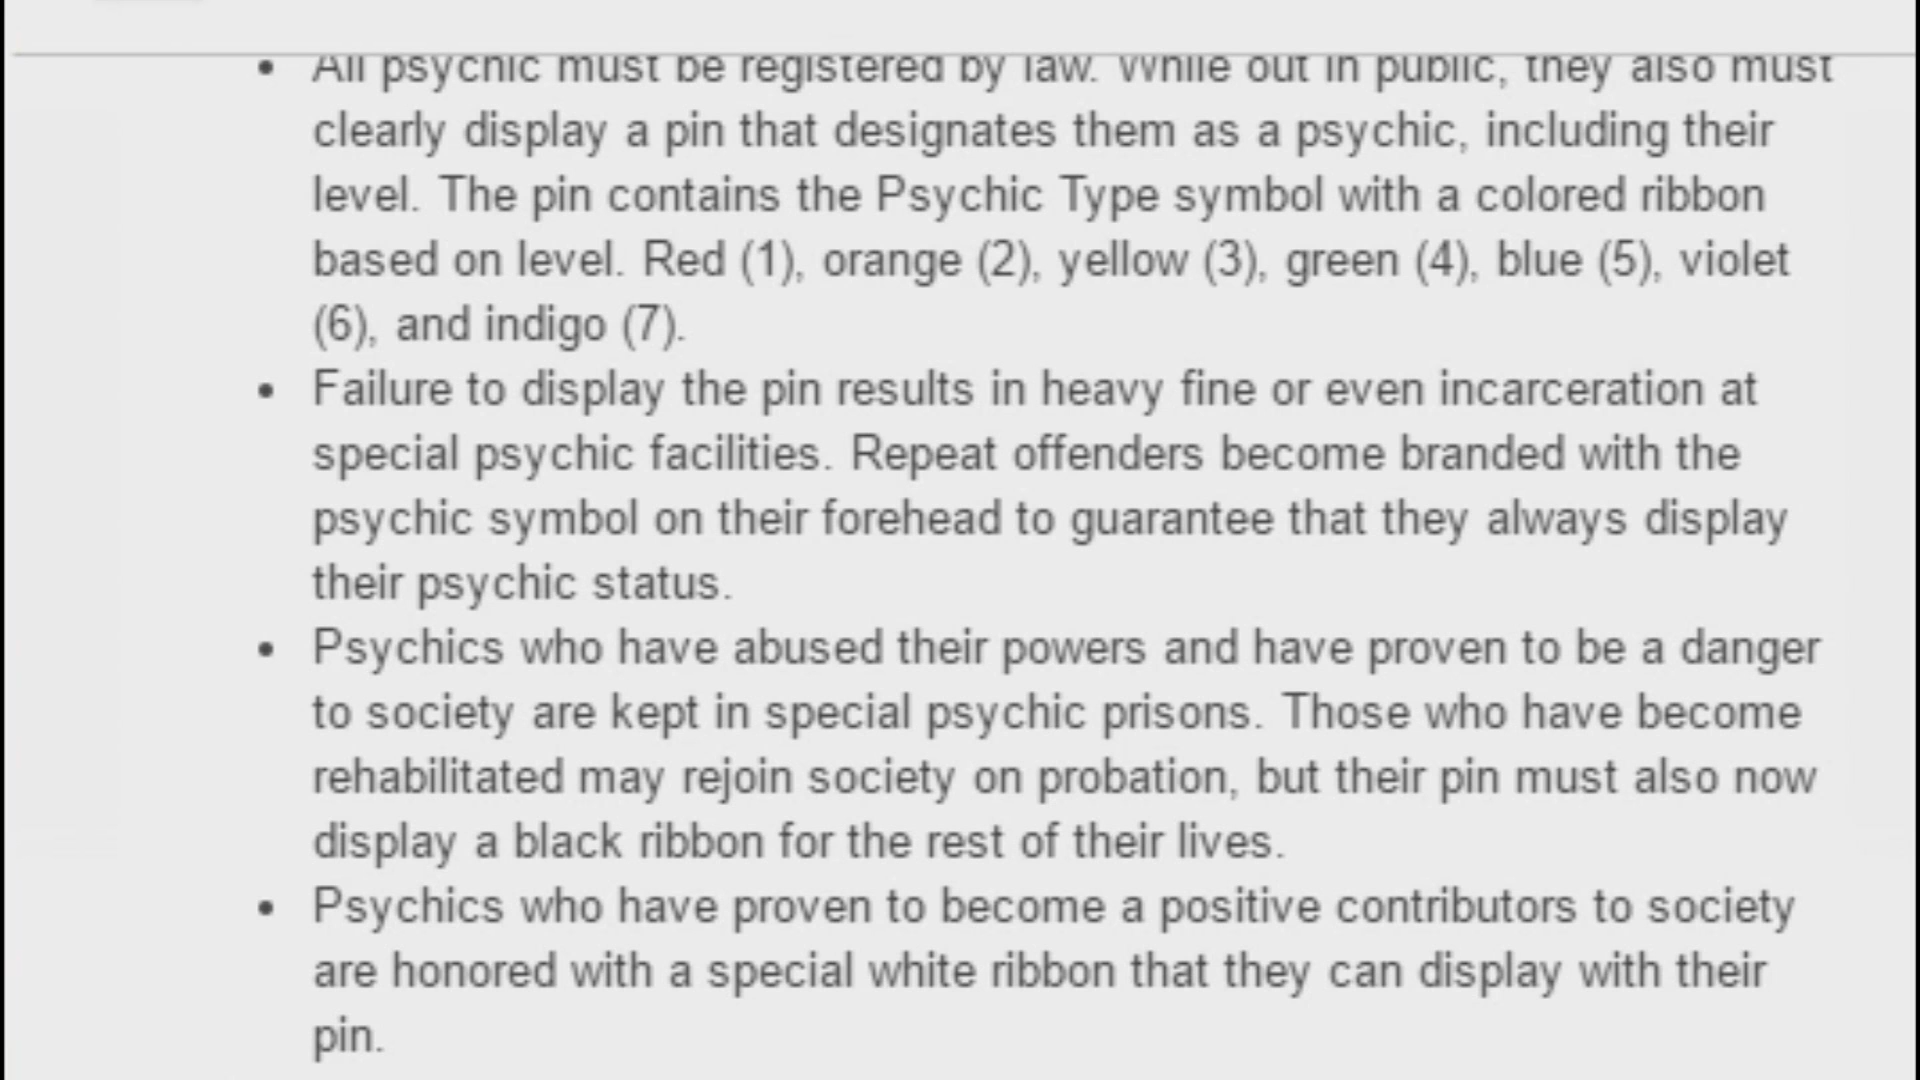 • All psychic must be registered by law. While out in public, they also must
clearly display a pin that designates them as a psychic, including their
level. The pin contains the Psychic Type symbol with a colored ribbon
based on level. Red (1), orange (2), yellow (3), green (4), blue (5), violet
(6), and indigo (7).
• Failure to display the pin results in heavy fine or even incarceration at
special psychic facilities. Repeat offenders become branded with the
psychic symbol on their forehead to guarantee that they always display
their psychic status.
• Psychics who have abused their powers and have proven to be a danger
to society are kept in special psychic prisons. Those who have become
rehabilitated may rejoin society on probation, but their pin must also now
display a black ribbon for the rest of their lives.
• Psychics who have proven to become a positive contributors to society
are honored with a special white ribbon that they can display with their
pin.